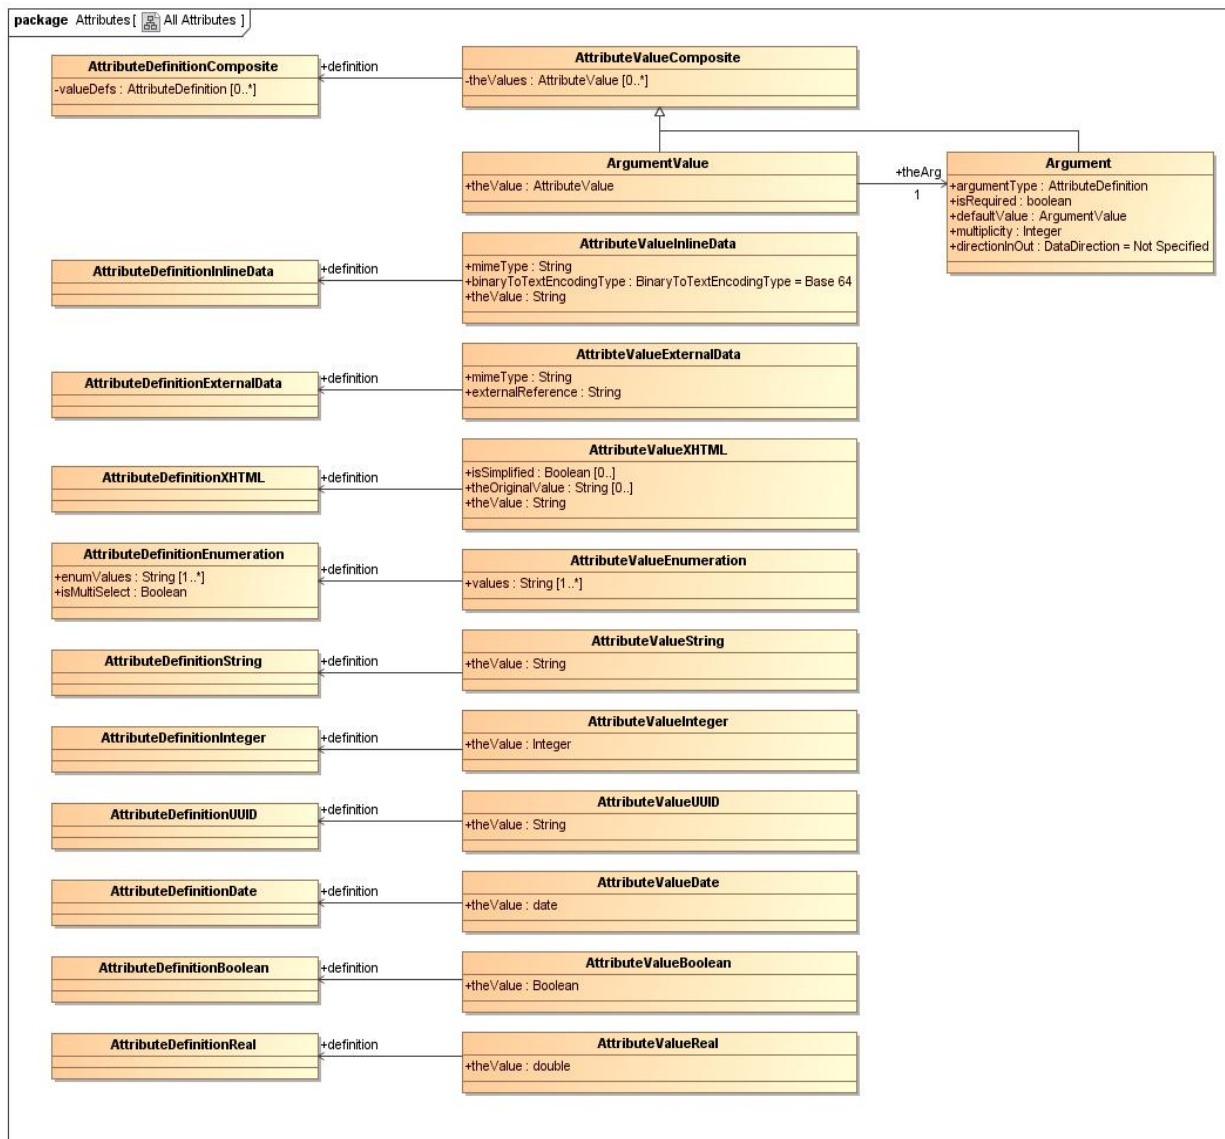 package Attributes [ All Attributes ]
AttributeDefinitionComposite
-valueDefs : AttributeDefinition [0..*]
+definition
AttributeValueComposite
-theValues : AttributeValue [0..*]
ArgumentValue
+theValue : AttributeValue
+theArg
1
Argument
+argumentType : AttributeDefinition
+isRequired : boolean
+defaultValue : ArgumentValue
+multiplicity : Integer
+directionInOut : DataDirection = Not Specified
AttributeDefinitionInlineData
+definition
AttributeValueInlineData
+mimeType : String
+binaryToTextEncodingType : BinaryToTextEncodingType = Base 64
+theValue : String
AttributeDefinitionExternalData
+definition
AttribteValueExternalData
+mimeType : String
+externalReference : String
AttributeDefinitionXHTML
+definition
AttributeValueXHTML
+isSimplified : Boolean [0..]
+theOriginalValue : String [0..]
+theValue : String
AttributeDefinitionEnumeration
+enumValues : String [1..*]
+isMultiSelect : Boolean
+definition
AttributeValueEnumeration
+values : String [1..*]
AttributeDefinitionString
+definition
AttributeValueString
+theValue : String
AttributeDefinitionInteger
+definition
AttributeValueInteger
+theValue : Integer
AttributeDefinitionUUID
+definition
AttributeValueUUID
+theValue : String
AttributeDefinitionDate
+definition
AttributeValueDate
+theValue : date
AttributeDefinitionBoolean
+definition
AttributeValueBoolean
+theValue : Boolean
AttributeDefinitionReal
+definition
AttributeValueReal
+theValue : double